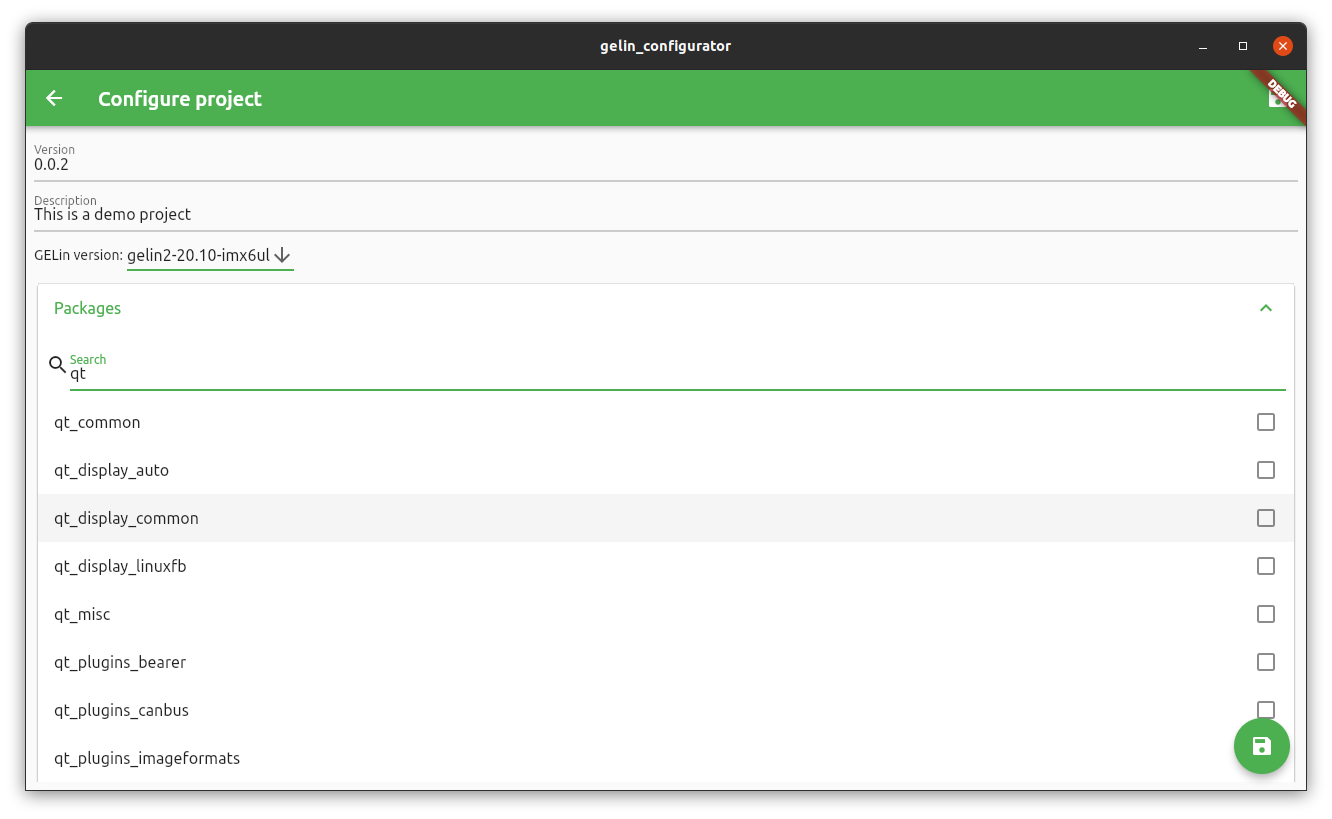 gelin_configurator
Configure project
DEBUG
Version
0.0.2
Description
This is a demo project
GELin version: gelin2-20.10-imx6ul
Packages
Search
qt
qt_common
qt_display_auto
qt_display_common
qt_display_linuxfb
qt_misc
qt_plugins_bearer
qt_plugins_canbus
qt_plugins_imageformats